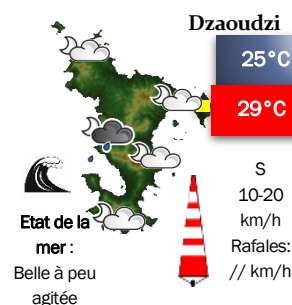 Dzaoudzi
25°C
29°C
S
10-20
km/h
Rafales:
// km/h
Etat de la
mer :
Belle à peu
agitée